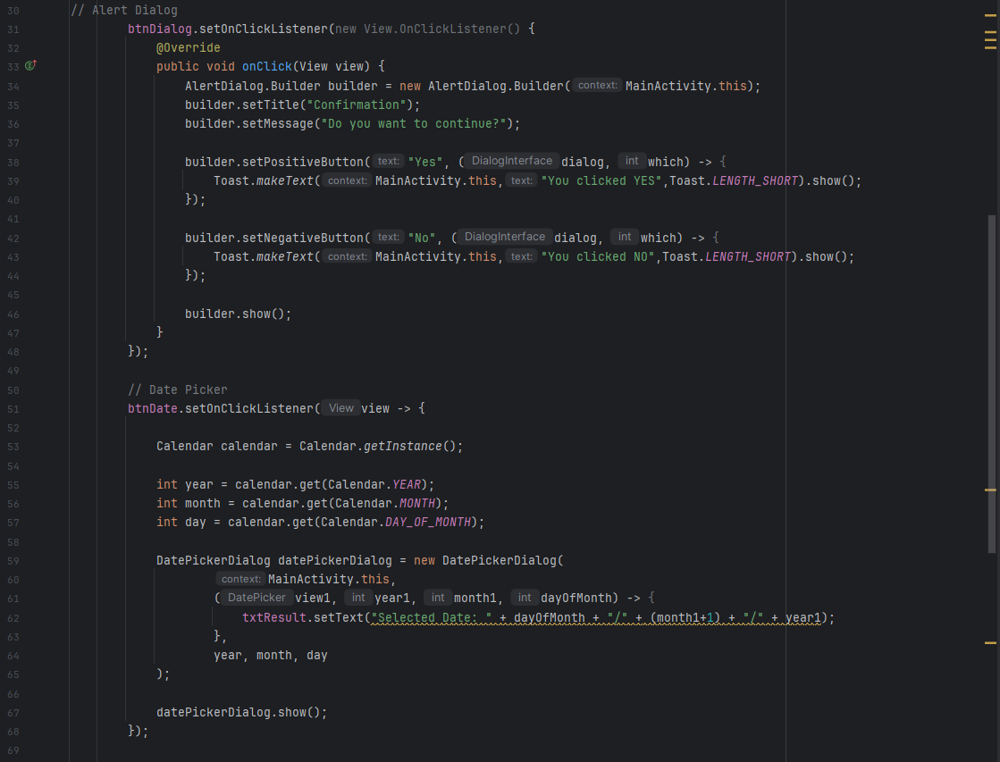 30 // Alert Dialog
31 btnDialog.setOnClickListener(new View.OnClickListener() {
32 @Override
33 public void onClick(View view) {
34 AlertDialog.Builder builder = new AlertDialog.Builder( context: MainActivity.this);
35 builder.setTitle("Confirmation");
36 builder.setMessage("Do you want to continue?");
37
38 builder.setPositiveButton( text: "Yes", ( DialogInterface dialog, int which) -> {
39 Toast.makeText( context: MainActivity.this, text: "You clicked YES",Toast.LENGTH_SHORT).show();
40 });
41
42 builder.setNegativeButton( text: "No", ( DialogInterface dialog, int which) -> {
43 Toast.makeText( context: MainActivity.this, text: "You clicked NO",Toast.LENGTH_SHORT).show();
44 });
45
46 builder.show();
47 }
48 });
49
50 // Date Picker
51 btnDate.setOnClickListener( View view -> {
52
53 Calendar calendar = Calendar.getInstance();
54
55 int year = calendar.get(Calendar.YEAR);
56 int month = calendar.get(Calendar.MONTH);
57 int day = calendar.get(Calendar.DAY_OF_MONTH);
58
59 DatePickerDialog datePickerDialog = new DatePickerDialog(
60 context: MainActivity.this,
61 ( DatePicker view1, int year1, int month1, int dayOfMonth) -> {
62 txtResult.setText("Selected Date: " + dayOfMonth + "/" + (month1+1) + "/" + year1);
63 },
64 year, month, day
65 );
66
67 datePickerDialog.show();
68 });
69